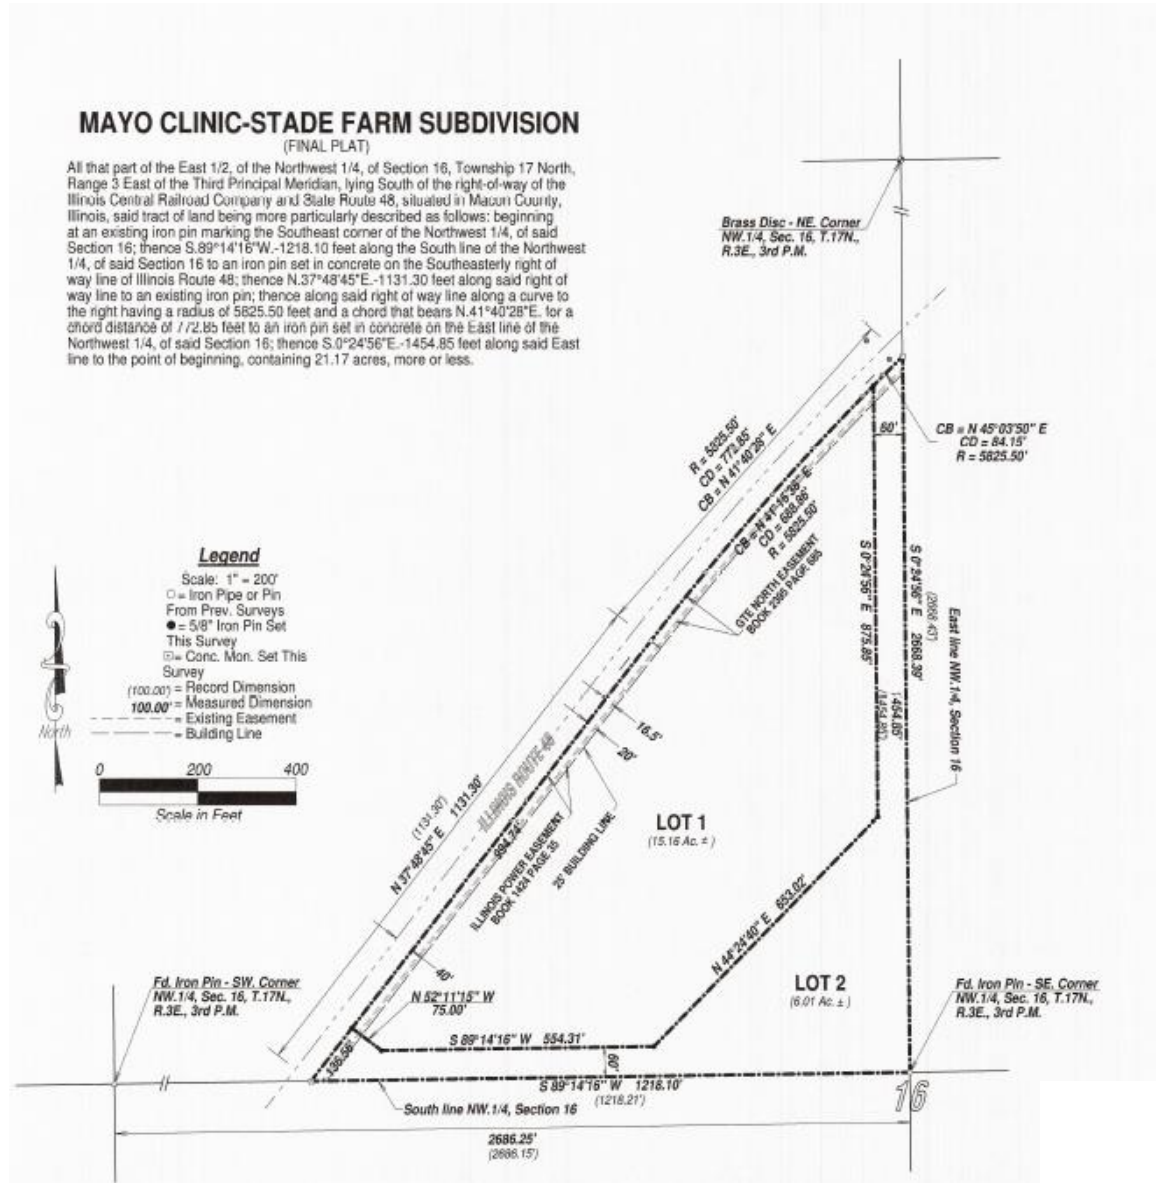 MAYO CLINIC-STADE FARM SUBDIVISION
(FINAL PLAT)
All that part of the East 1/2, of the Northwest 1/4, of Section 16, Township 17 North,
Range 3 East of the Third Principal Meridian, lying South of the right-of-way of the
Illinois Central Railroad Company and State Route 48, situated in Macon County,
Illinois, said tract of land being more particularly described as follows: beginning
at an existing iron pin marking the Southeast corner of the Northwest 1/4, of said
Section 16; thence S.89°14'16"W.-1218.10 feet along the South line of the Northwest
1/4, of said Section 16 to an iron pin set in concrete on the Southeasterly right of
way line of Illinois Route 48; thence N.37°48'45"E.-1131.30 feet along said right of
way line to an existing iron pin; thence along said right of way line along a curve to
the right having a radius of 5825.50 feet and a chord that bears N.41°40'28"E. for a
chord distance of 772.85 feet to an iron pin set in concrete on the East line of the
Northwest 1/4, of said Section 16; thence S.0°24'56"E.-1454.85 feet along said East
line to the point of beginning, containing 21.17 acres, more or less.
Brass Disc - NE. Corner
NW.1/4, Sec. 16, T.17N.,
R.3E., 3rd P.M.
R = 5825.50'
CD = 772.85'
CB = N 41°40'28" E
60'
CB = N 45°03'50" E
CD = 84.15'
R = 5825.50'
CB = N 41°15'38" E
CD = 688.86'
R = 5825.50'
GTE NORTH EASEMENT
BOOK 2365 PAGE 685
S 0°24'56" E 875.85'
S 0°24'56" E 2668.39'
(2668.43')
1454.85'
East line NW.1/4, Section 16
Legend
Scale: 1" = 200'
= Iron Pipe or Pin
From Prev. Surveys
= 5/8" Iron Pin Set
This Survey
= Conc. Mon. Set This
Survey
(100.00') = Record Dimension
100.00' = Measured Dimension
= Existing Easement
= Building Line
North
0 200 400
Scale in Feet
16.5'
20'
ILLINOIS ROUTE 48
(1131.30')
N 37°48'45" E 1131.30'
994.74'
ILLINOIS POWER EASEMENT
BOOK 1424 PAGE 35
25' BUILDING LINE
LOT 1
(15.16 Ac. ±)
N 44°24'40" E 653.02'
40'
N 52°11'15" W
75.00'
LOT 2
(6.01 Ac. ±)
Fd. Iron Pin - SW. Corner
NW.1/4, Sec. 16, T.17N.,
R.3E., 3rd P.M.
Fd. Iron Pin - SE. Corner
NW.1/4, Sec. 16, T.17N.,
R.3E., 3rd P.M.
136.56'
S 89°14'16" W 554.31'
60'
S 89°14'16" W 1218.10'
(1218.21')
16
South line NW.1/4, Section 16
2686.25'
(2686.15')